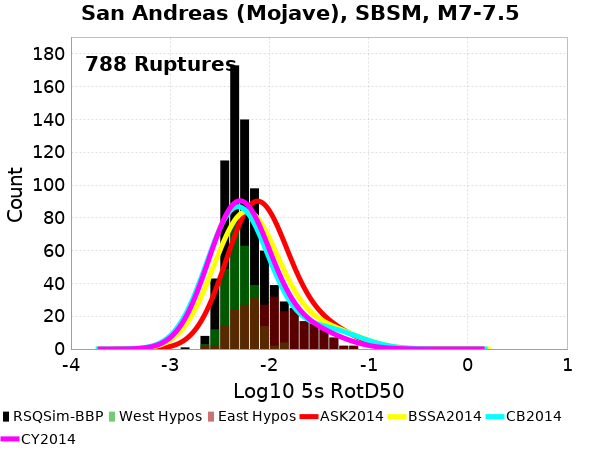 San Andreas (Mojave), SBSM, M7-7.5
788 Ruptures
180
160
140
120
100
80
60
40
20
0
Count
-4 -3 -2 -1 0 1
Log10 5s RotD50
RSQSim-BBP West Hypos East Hypos ASK2014 BSSA2014 CB2014
CY2014